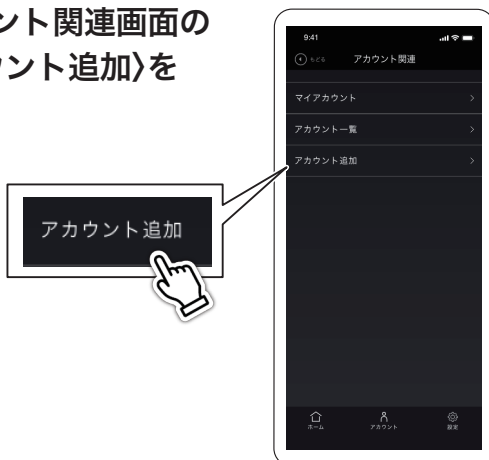 ント関連画面の
ウント追加〉を
9:41
もどる アカウント関連
マイアカウント
アカウント一覧
アカウント追加
アカウント追加
ホーム アカウント 設定